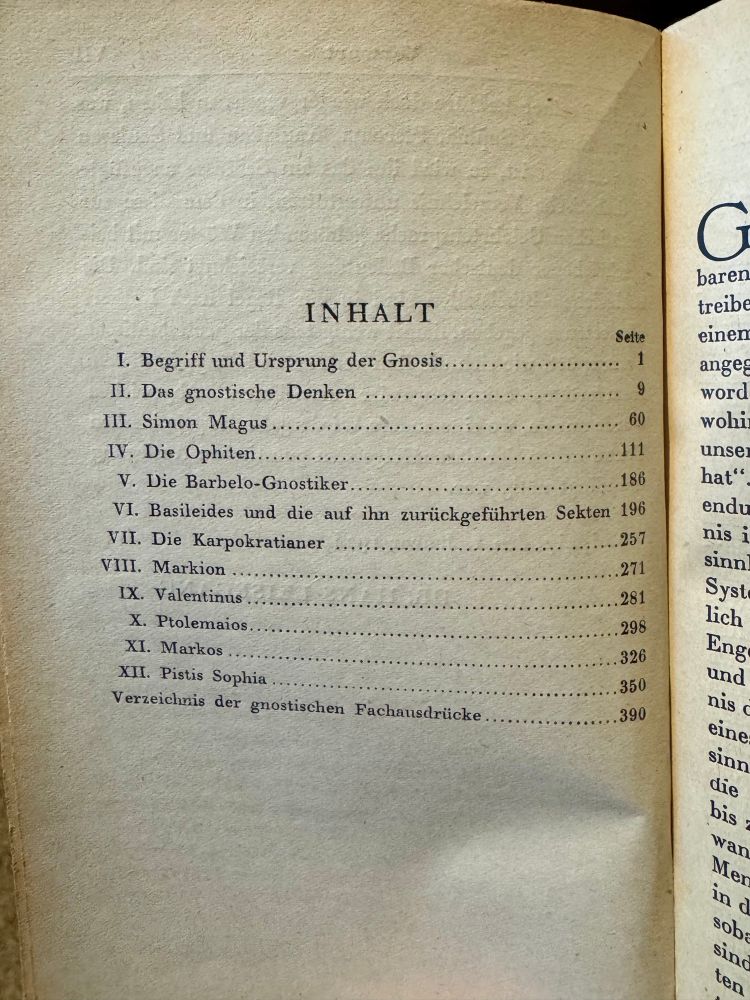 INHALT
Seite
I. Begriff und Ursprung der Gnosis........ ............... 1
II. Das gnostische Denken .................................... 9
III. Simon Magus.................................................. 60
IV. Die Ophiten....................................................111
V. Die Barbelo-Gnostiker.......................................186
VI. Basileides und die auf ihn zurückgeführten Sekten 196
VII. Die Karpokratianer ............................... ......257
VIII. Markion ......................................................271
IX. Valentinus......................................................281
X. Ptolemaios......................................................298
XI. Markos .........................................................326
XII. Pistis Sophia..................................................350
Verzeichnis der gnostischen Fachausdrücke...................390
G
baren
treibe
einem
angeg
word
wohin
unser
hat“.
endu
nis i
sinnl
Syste
lich
Enge
und
nis d
eines
sinn
die
bis z
wan
Men
in d
soba
sind
ten